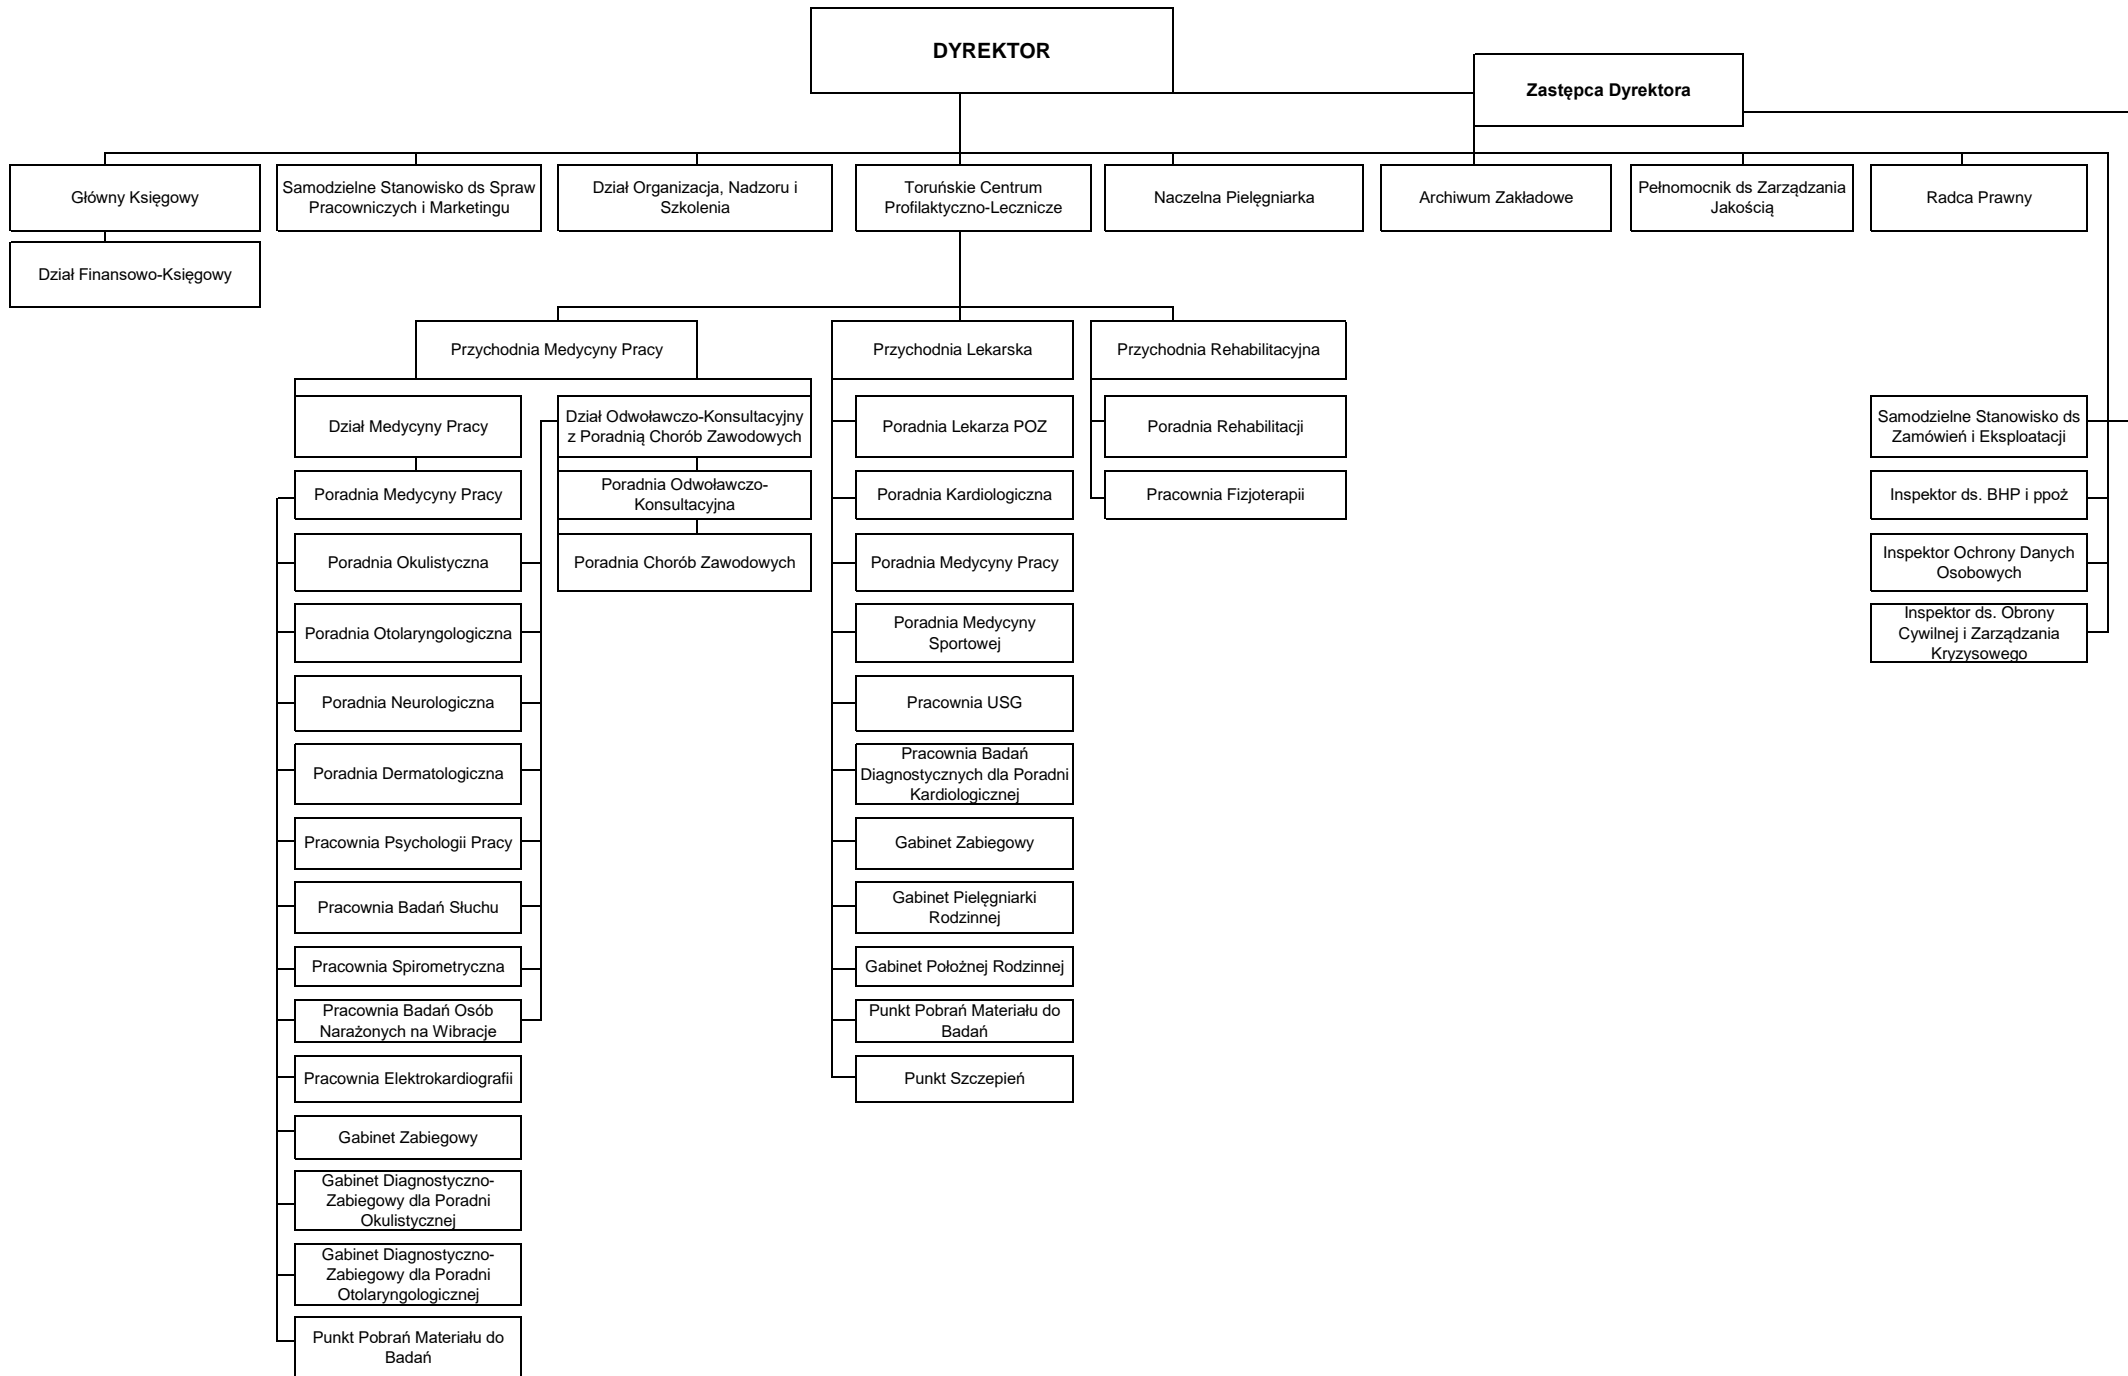 DYREKTOR
Zastępca Dyrektora
Główny Księgowy
Samodzielne Stanowisko ds Spraw
Pracowniczych i Marketingu
Dział Organizacja, Nadzoru i
Szkolenia
Toruńskie Centrum
Profilaktyczno-Lecznicze
Naczelna Pielęgniarka
Archiwum Zakładowe
Pełnomocnik ds Zarządzania
Jakością
Radca Prawny
Dział Finansowo-Księgowy
Przychodnia Medycyny Pracy
Przychodnia Lekarska
Przychodnia Rehabilitacyjna
Dział Medycyny Pracy
Poradnia Medycyny Pracy
Poradnia Okulistyczna
Poradnia Otolaryngologiczna
Poradnia Neurologiczna
Poradnia Dermatologiczna
Pracownia Psychologii Pracy
Pracownia Badań Słuchu
Pracownia Spirometryczna
Pracownia Badań Osób
Narażonych na Wibracje
Pracownia Elektrokardiografii
Gabinet Zabiegowy
Gabinet Diagnostyczno-
Zabiegowy dla Poradni
Okulistycznej
Gabinet Diagnostyczno-
Zabiegowy dla Poradni
Otolaryngologicznej
Punkt Pobrań Materiału do
Badań
Dział Odwoławczo-Konsultacyjny
z Poradnią Chorób Zawodowych
Poradnia Odwoławczo-
Konsultacyjna
Poradnia Chorób Zawodowych
Poradnia Lekarza POZ
Poradnia Kardiologiczna
Poradnia Medycyny Pracy
Poradnia Medycyny
Sportowej
Pracownia USG
Pracownia Badań
Diagnostycznych dla Poradni
Kardiologicznej
Gabinet Zabiegowy
Gabinet Pielęgniarki
Rodzinnej
Gabinet Położnej Rodzinnej
Punkt Pobrań Materiału do
Badań
Punkt Szczepień
Poradnia Rehabilitacji
Pracownia Fizjoterapii
Samodzielne Stanowisko ds
Zamówień i Eksploatacji
Inspektor ds. BHP i ppoż
Inspektor Ochrony Danych
Osobowych
Inspektor ds. Obrony
Cywilnej i Zarządzania
Kryzysowego